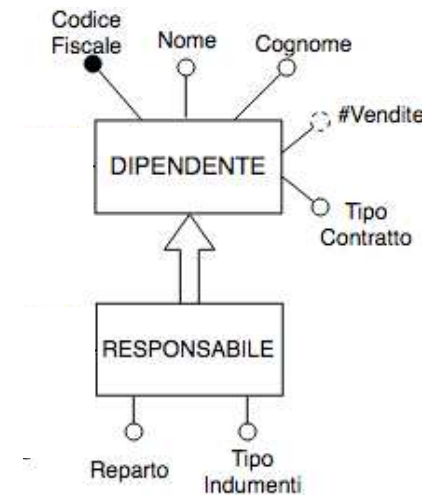 Codice
Fiscale
Nome
Cognome
#Vendite
DIPENDENTE
Tipo
Contratto
RESPONSABILE
Reparto
Tipo
Indumenti